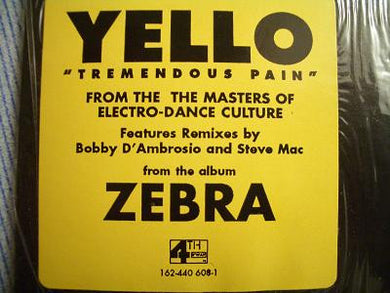 YELLO
"TREMENDOUS PAIN"
FROM THE THE MASTERS OF
ELECTRO-DANCE CULTURE
Features Remixes by
Bobby D'Ambrosio and Steve Mac
from the album
ZEBRA
4TH
162-440 608-1